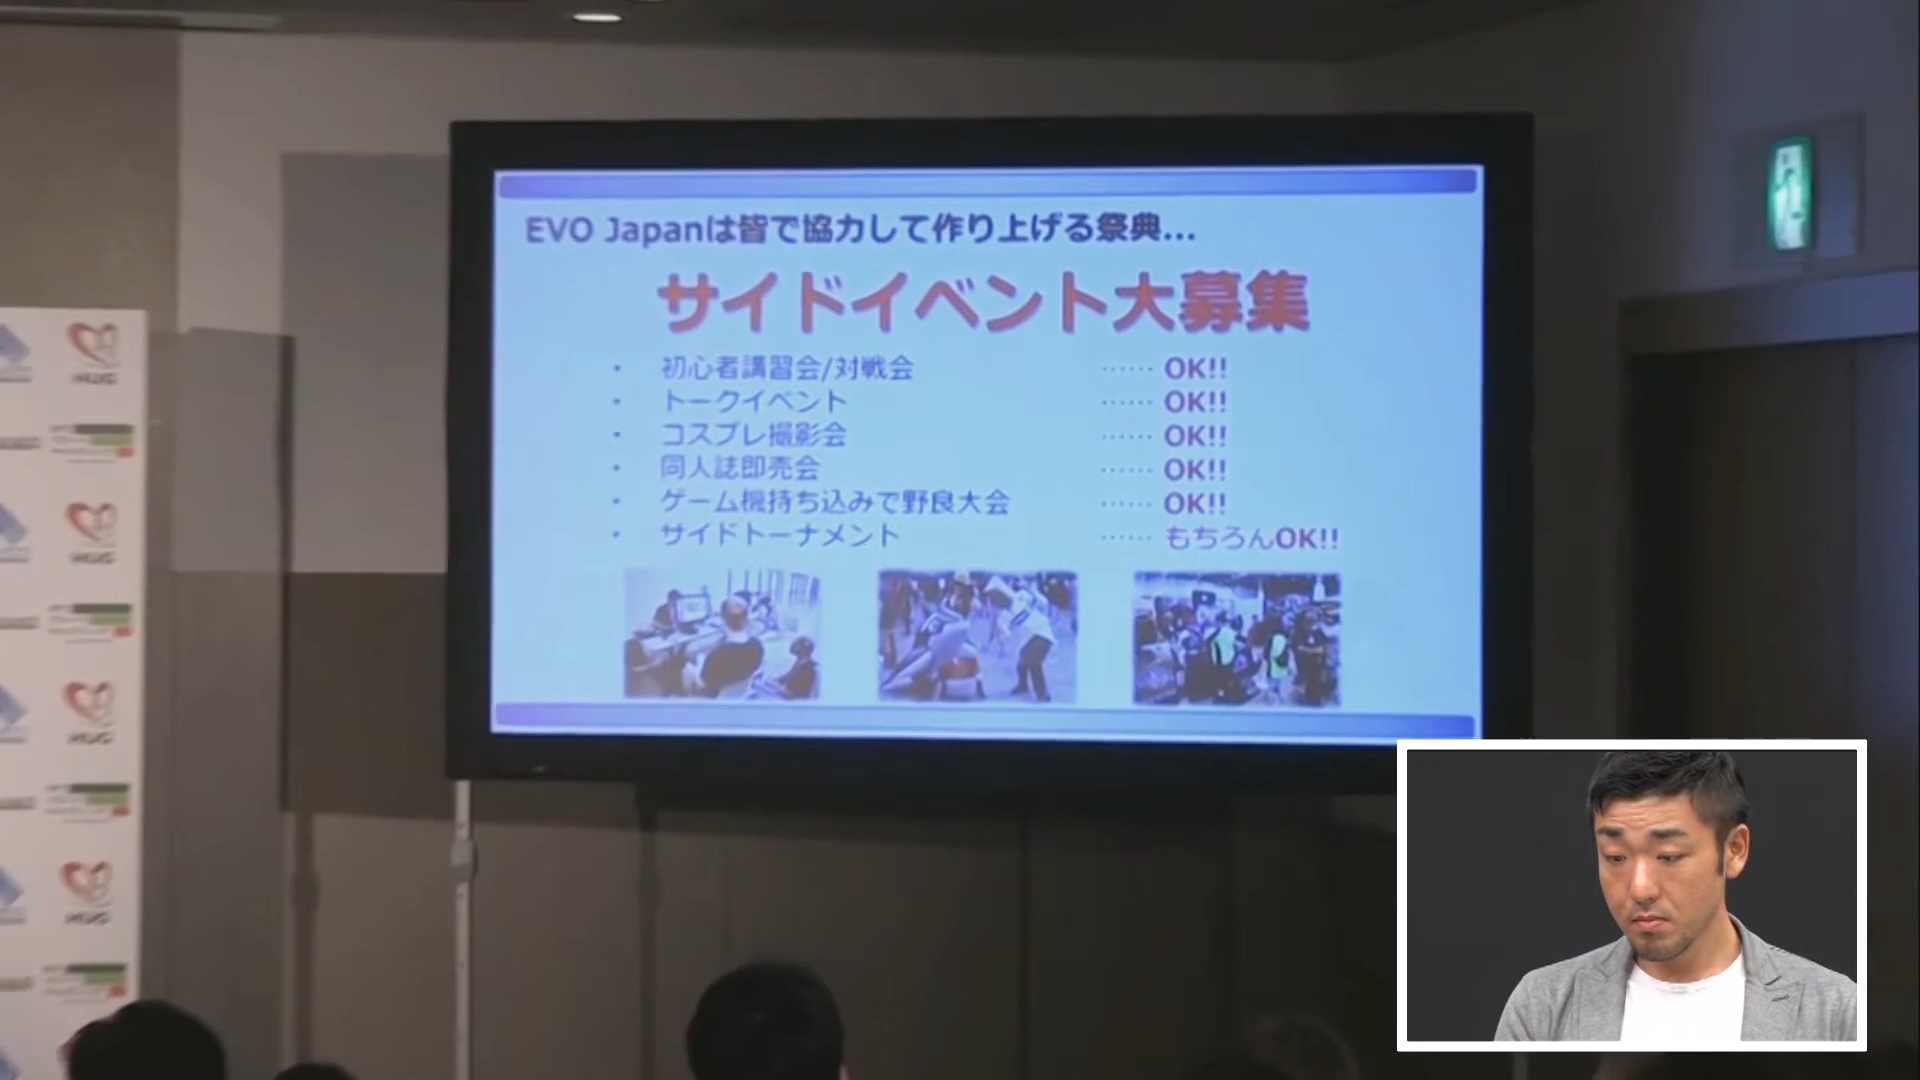 EVO Japanは皆で協力して作り上げる祭典...
サイドイベント大募集
・ 初心者講習会/対戦会 …… OK!!
・ トークイベント …… OK!!
・ コスプレ撮影会 …… OK!!
・ 同人誌即売会 …… OK!!
・ ゲーム機持ち込みで野良大会 …… OK!!
・ サイドトーナメント …… もちろんOK!!
HUG
HUG
HUG
HUG